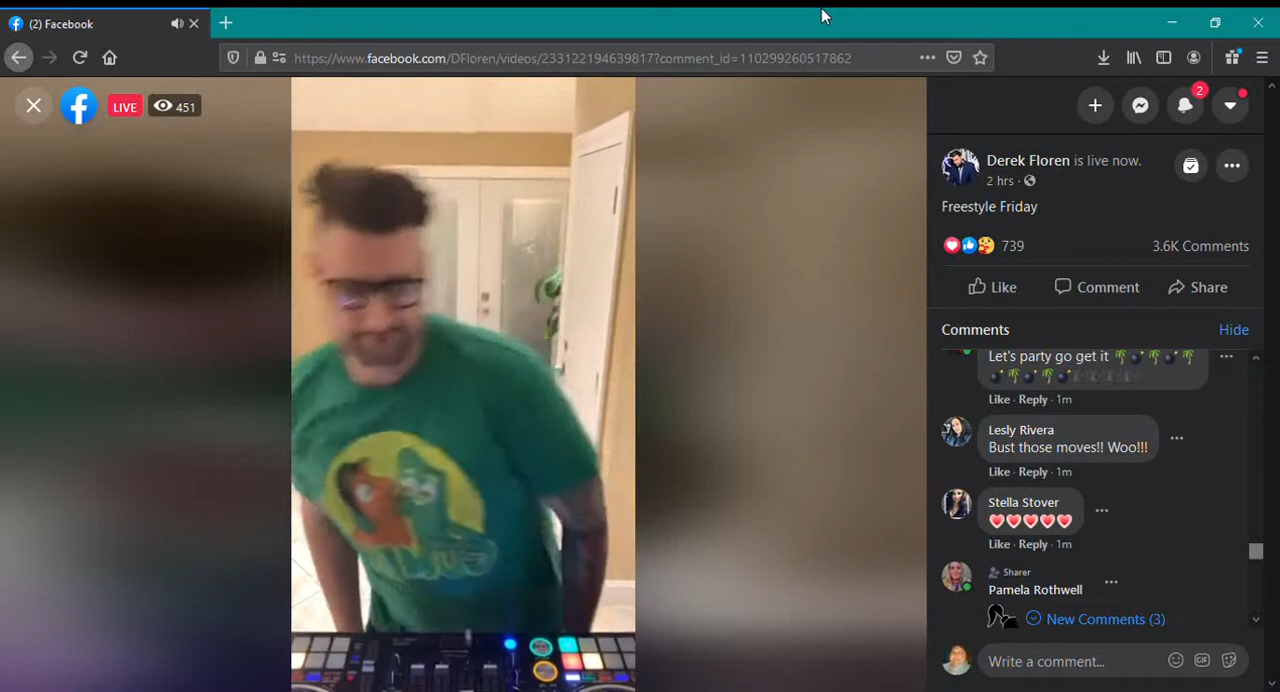 (2) Facebook
https://www.facebook.com/DFloren/videos/233122194639817?comment_id=110299260517862
LIVE
451
2
Derek Floren is live now.
2 hrs ·
Freestyle Friday
739
3.6K Comments
Like
Comment
Share
Comments
Hide
Let's party go get it
Like · Reply · 1m
Lesly Rivera
Bust those moves!! Woo!!!
Like · Reply · 1m
Stella Stover
Like · Reply · 1m
Sharer
Pamela Rothwell
New Comments (3)
Write a comment...
GIF